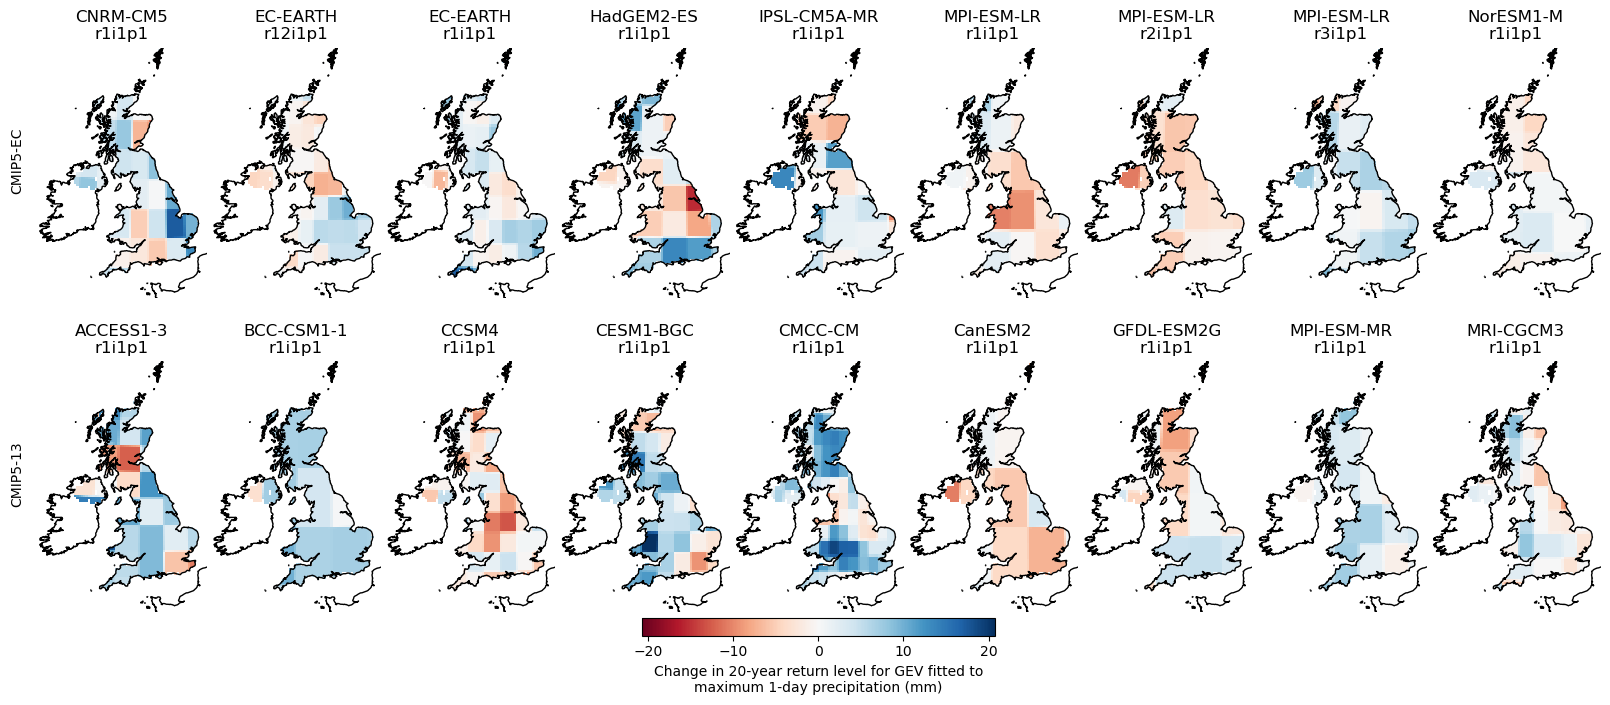 CNRM-CM5
r1i1p1
EC-EARTH
r12i1p1
EC-EARTH
r1i1p1
HadGEM2-ES
r1i1p1
IPSL-CM5A-MR
r1i1p1
MPI-ESM-LR
r1i1p1
MPI-ESM-LR
r2i1p1
MPI-ESM-LR
r3i1p1
NorESM1-M
r1i1p1
CMIP5-EC
ACCESS1-3
r1i1p1
BCC-CSM1-1
r1i1p1
CCSM4
r1i1p1
CESM1-BGC
r1i1p1
CMCC-CM
r1i1p1
CanESM2
r1i1p1
GFDL-ESM2G
r1i1p1
MPI-ESM-MR
r1i1p1
MRI-CGCM3
r1i1p1
CMIP5-13
−20 −10 0 10 20
Change in 20-year return level for GEV fitted to
maximum 1-day precipitation (mm)